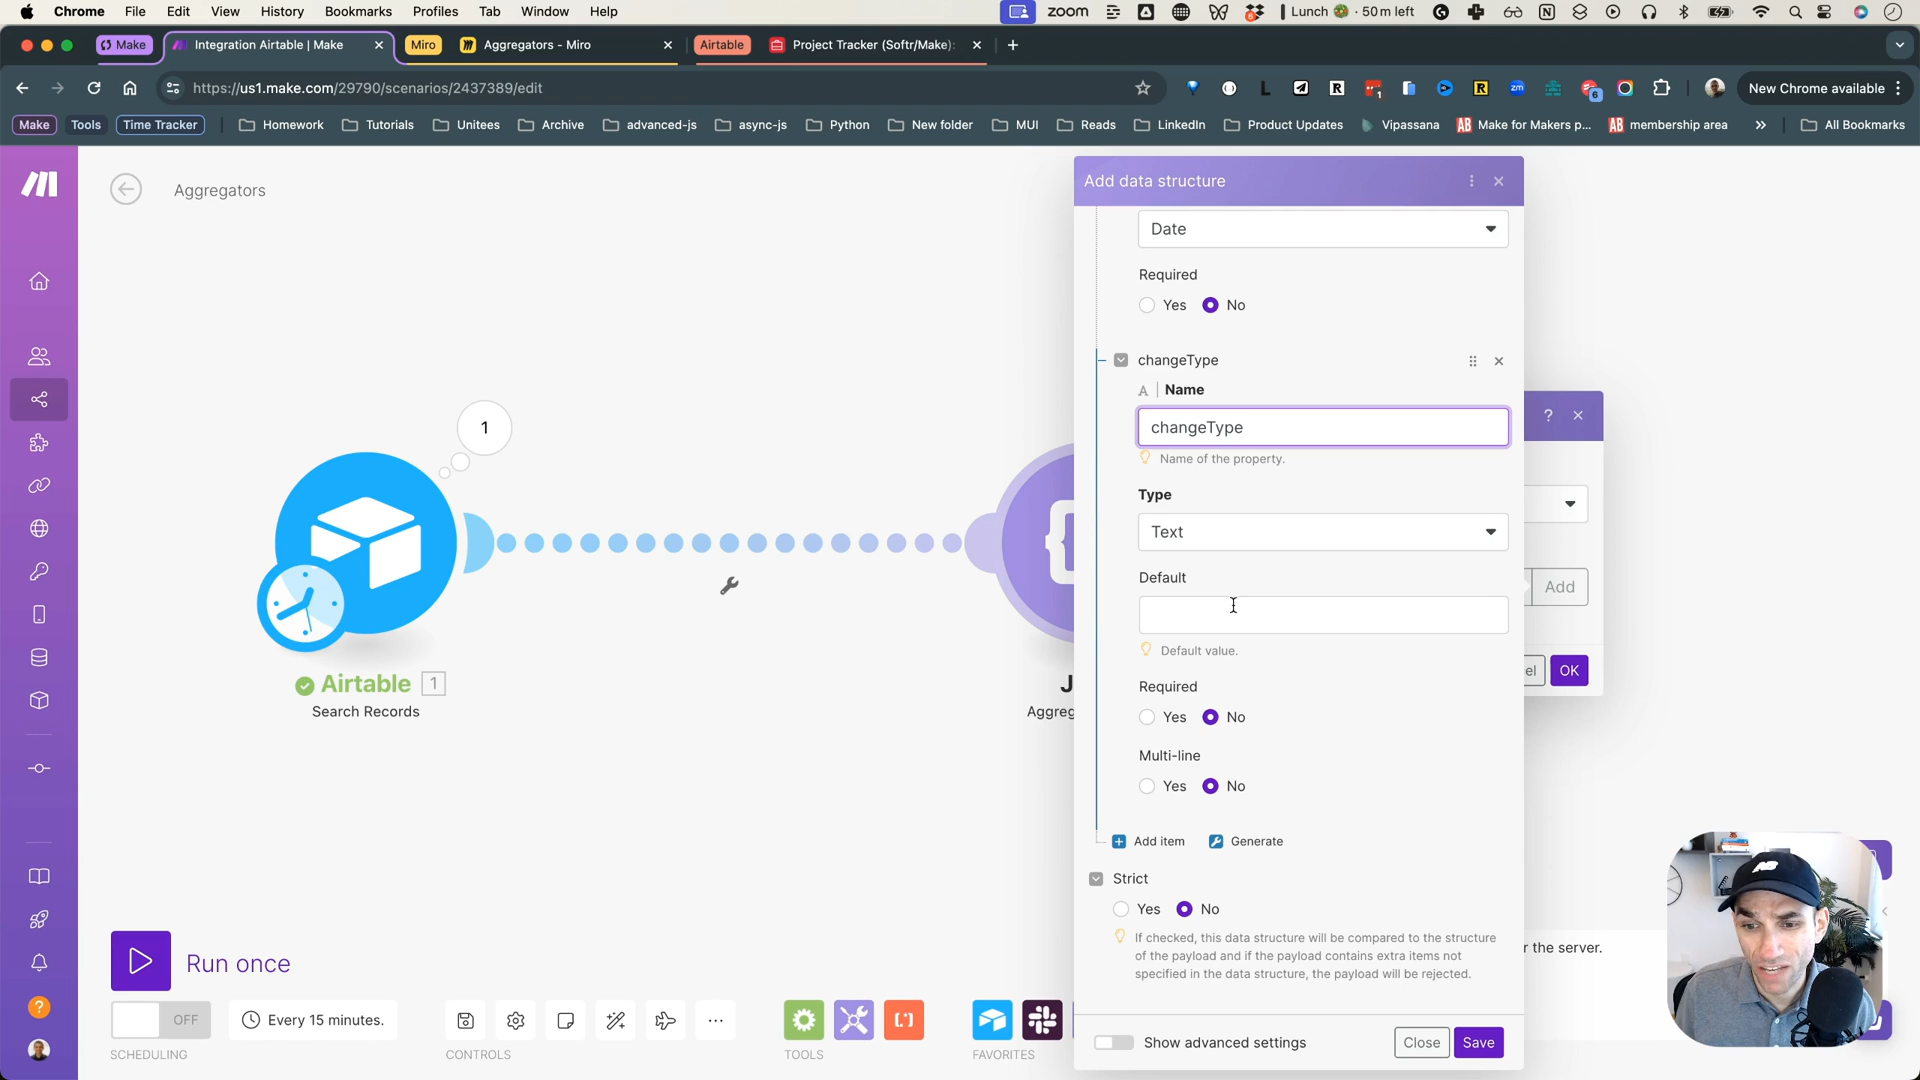 Chrome File Edit View History Bookmarks Profiles Tab Window Help zoom Lunch · 50m left
Make Integration Airtable | Make Miro Aggregators - Miro Airtable Project Tracker (Softr/Make):
https://us1.make.com/29790/scenarios/2437389/edit New Chrome available
Make Tools Time Tracker Homework Tutorials Unitees Archive advanced-js async-js Python New folder MUI Reads LinkedIn Product Updates Vipassana Make for Makers p... membership area » All Bookmarks
Aggregators
Add data structure
Date
Required
Yes No
changeType
A Name
changeType
Name of the property.
Type
Text
Default
Default value.
Required
Yes No
Multi-line
Yes No
Add item Generate
Strict
Yes No
If checked, this data structure will be compared to the structure
of the payload and if the payload contains extra items not
specified in the data structure, the payload will be rejected.
Show advanced settings Close Save
?
Add
el OK
1
Airtable 1
Search Records
J
Aggreg
r the server.
Run once
OFF Every 15 minutes.
SCHEDULING CONTROLS TOOLS FAVORITES